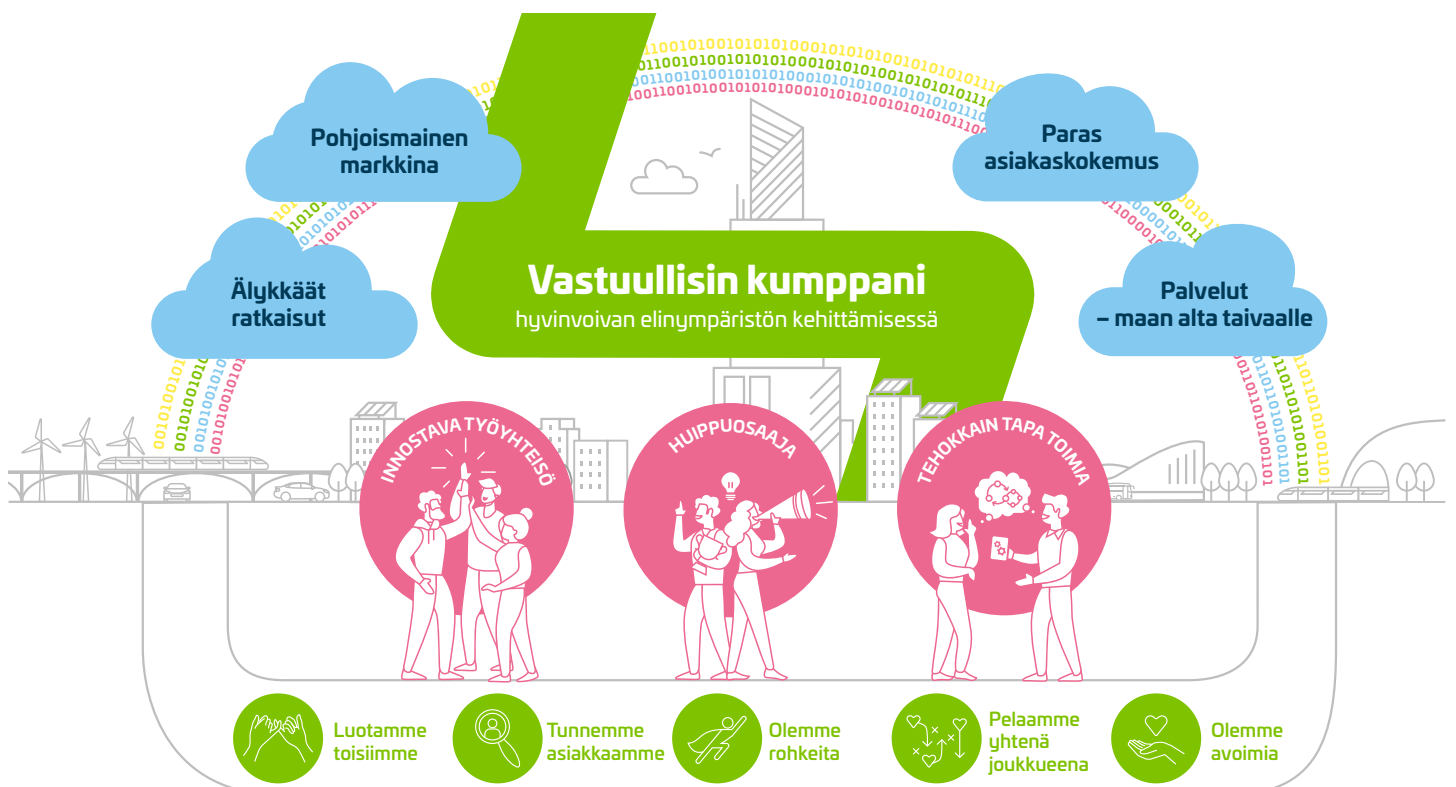 Pohjoismainen
markkina
Paras
asiakaskokemus
Älykkäät
ratkaisut
Vastuullisin kumppani
hyvinvoivan elinympäristön kehittämisessä
Palvelut
– maan alta taivaalle
INNOSTAVA TYÖYHTEISÖ
HUIPPUOSAAJA
TEHOKKAIN TAPA TOIMIA
Luotamme
toisiimme
Tunnemme
asiakkaamme
Olemme
rohkeita
Pelaamme
yhtenä
joukkueena
Olemme
avoimia